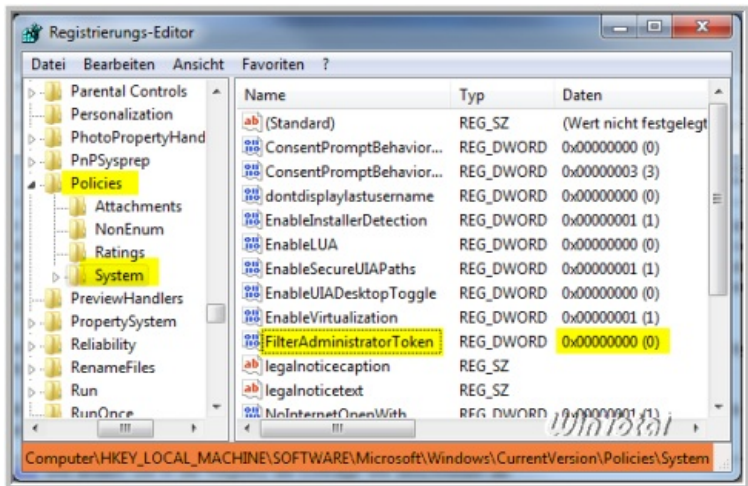 Registrierungs-Editor
Datei Bearbeiten Ansicht Favoriten ?
Parental Controls
Personalization
PhotoPropertyHand
PnPSysprep
Policies
Attachments
NonEnum
Ratings
System
PreviewHandlers
PropertySystem
Reliability
RenameFiles
Run
RunOnce
Name Typ Daten
(Standard) REG_SZ (Wert nicht festgelegt
ConsentPromptBehavior... REG_DWORD 0x00000000 (0)
ConsentPromptBehavior... REG_DWORD 0x00000003 (3)
dontdisplaylastusername REG_DWORD 0x00000000 (0)
EnableInstallerDetection REG_DWORD 0x00000001 (1)
EnableLUA REG_DWORD 0x00000000 (0)
EnableSecureUIAPaths REG_DWORD 0x00000001 (1)
EnableUIADesktopToggle REG_DWORD 0x00000000 (0)
EnableVirtualization REG_DWORD 0x00000001 (1)
FilterAdministratorToken REG_DWORD 0x00000000 (0)
legalnoticecaption REG_SZ
legalnoticetext REG_SZ
NoInternetOpenWith REG_DWORD 0x00000001 (1)
WinTotal
Computer\HKEY_LOCAL_MACHINE\SOFTWARE\Microsoft\Windows\CurrentVersion\Policies\System